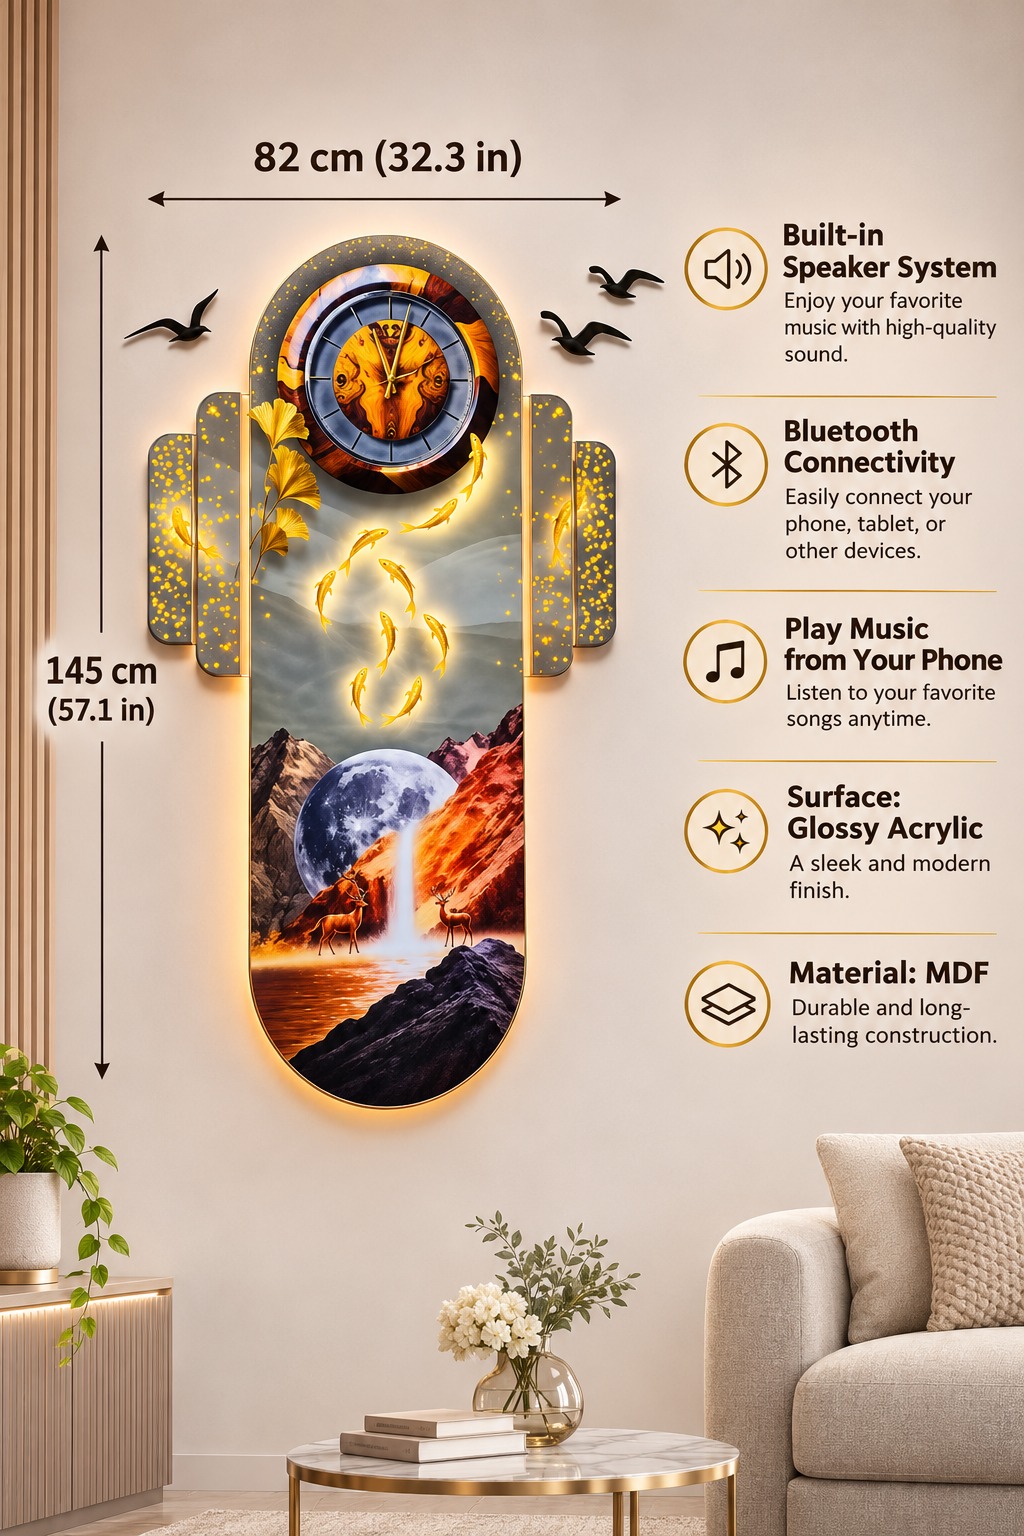 82 cm (32.3 in)
145 cm
(57.1 in)
Built-in
Speaker System
Enjoy your favorite
music with high-quality
sound.
Bluetooth
Connectivity
Easily connect your
phone, tablet, or
other devices.
Play Music
from Your Phone
Listen to your favorite
songs anytime.
Surface:
Glossy Acrylic
A sleek and modern
finish.
Material: MDF
Durable and long-
lasting construction.